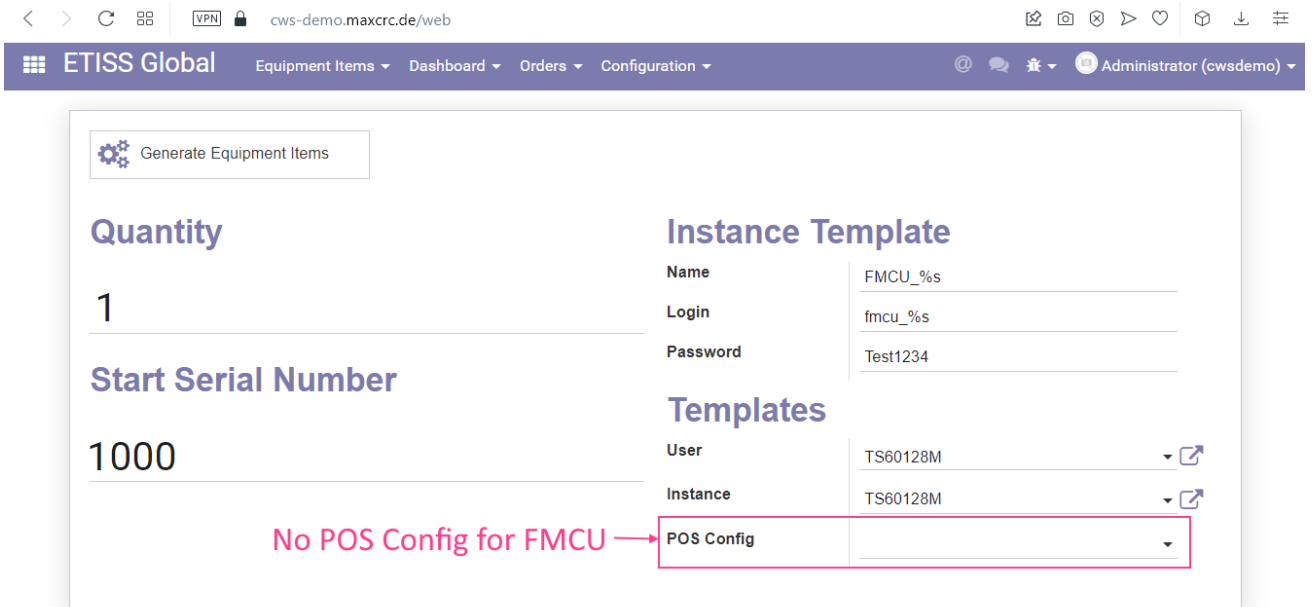 VPN cws-demo.maxcrc.de/web
ETISS Global Equipment Items Dashboard Orders Configuration @ Administrator (cwsdemo)
Generate Equipment Items
Quantity
1
Start Serial Number
1000
Instance Template
Name FMCU_%s
Login fmcu_%s
Password Test1234
Templates
User TS60128M
Instance TS60128M
No POS Config for FMCU
POS Config